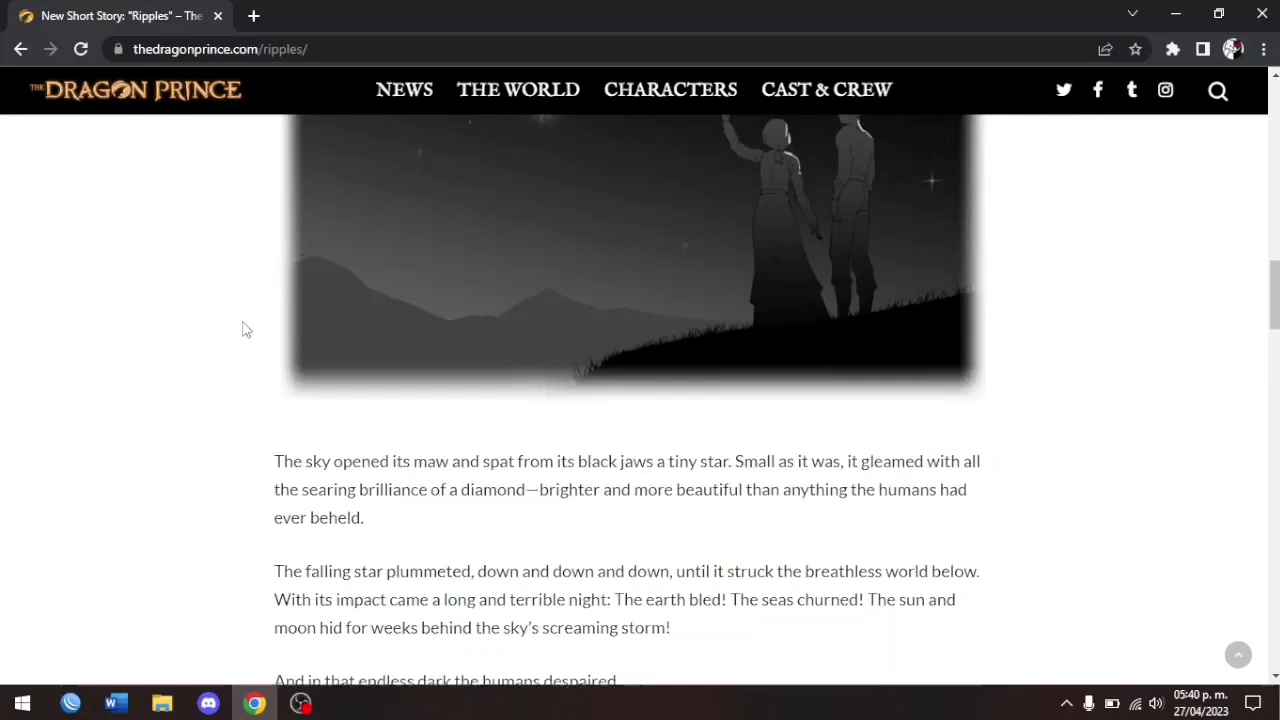 New Short Story: "Ripples" – The
thedragonprince.com/ripples/
THE DRAGON PRINCE
NEWS THE WORLD CHARACTERS CAST & CREW
The sky opened its maw and spat from its black jaws a tiny star. Small as it was, it gleamed with all
the searing brilliance of a diamond—brighter and more beautiful than anything the humans had
ever beheld.
The falling star plummeted, down and down and down, until it struck the breathless world below.
With its impact came a long and terrible night: The earth bled! The seas churned! The sun and
moon hid for weeks behind the sky's screaming storm!
And in that endless dark the humans despaired
05:40 p. m.
27/04/2023